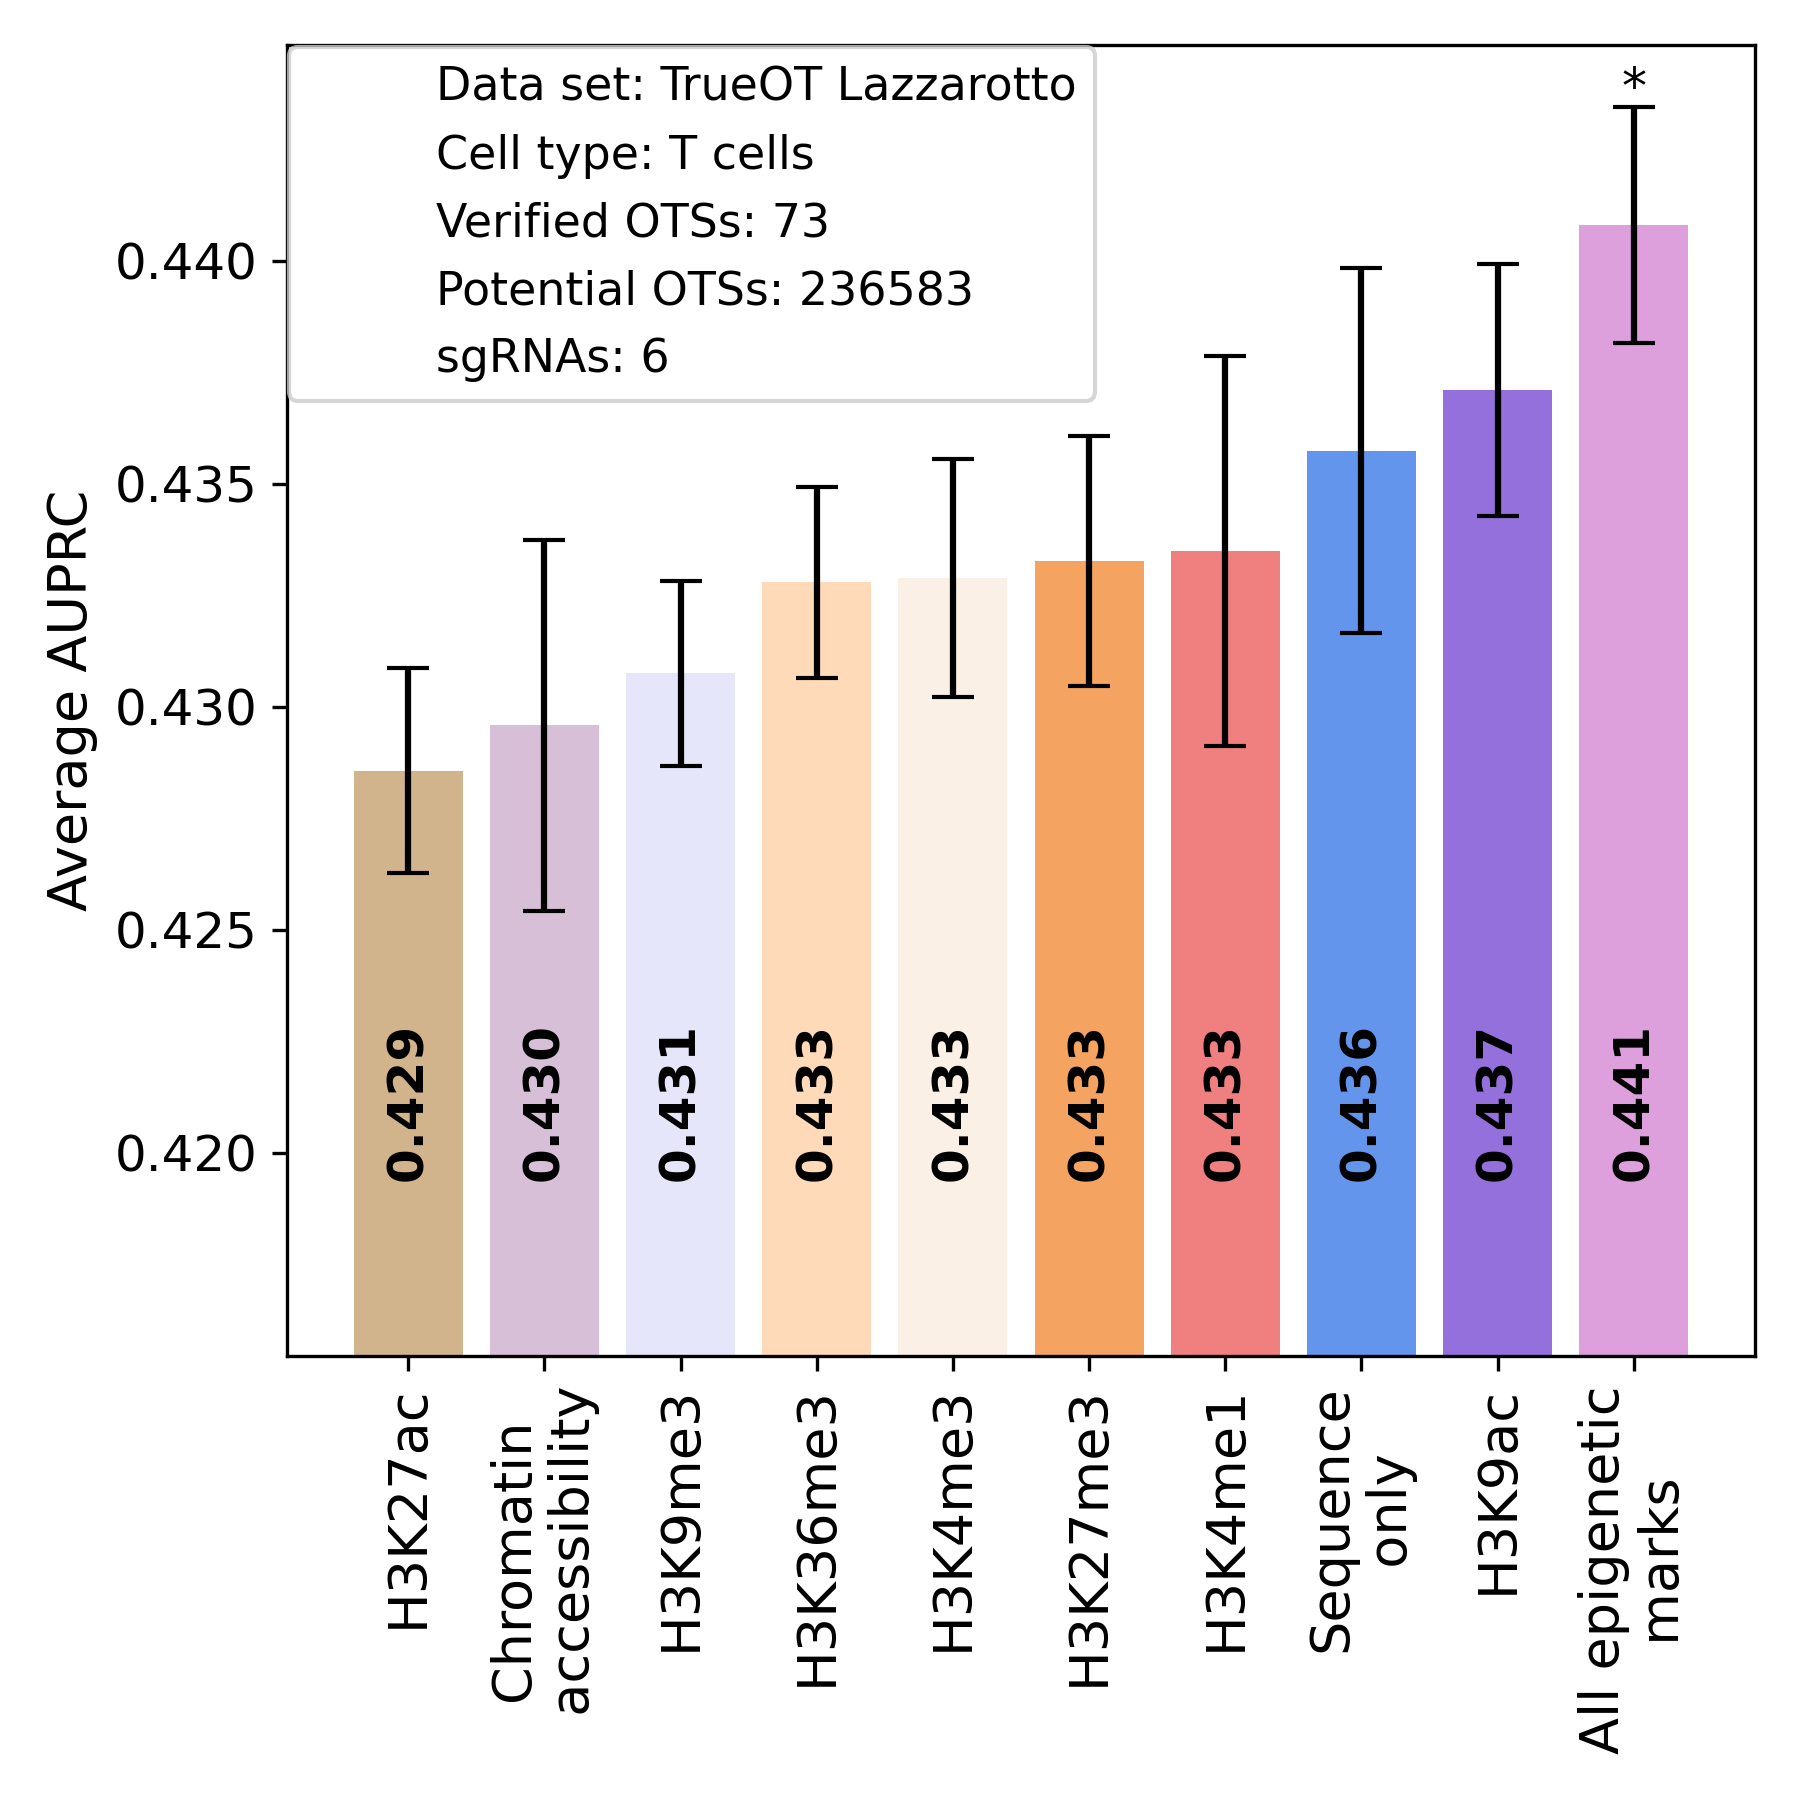 Data set: TrueOT Lazzarotto
Cell type: T cells
Verified OTSs: 73
Potential OTSs: 236583
sgRNAs: 6
*
Average AUPRC
0.440
0.435
0.430
0.425
0.420
0.429
0.430
0.431
0.433
0.433
0.433
0.433
0.436
0.437
0.441
H3K27ac
Chromatin
accessibility
H3K9me3
H3K36me3
H3K4me3
H3K27me3
H3K4me1
Sequence
only
H3K9ac
All epigenetic
marks